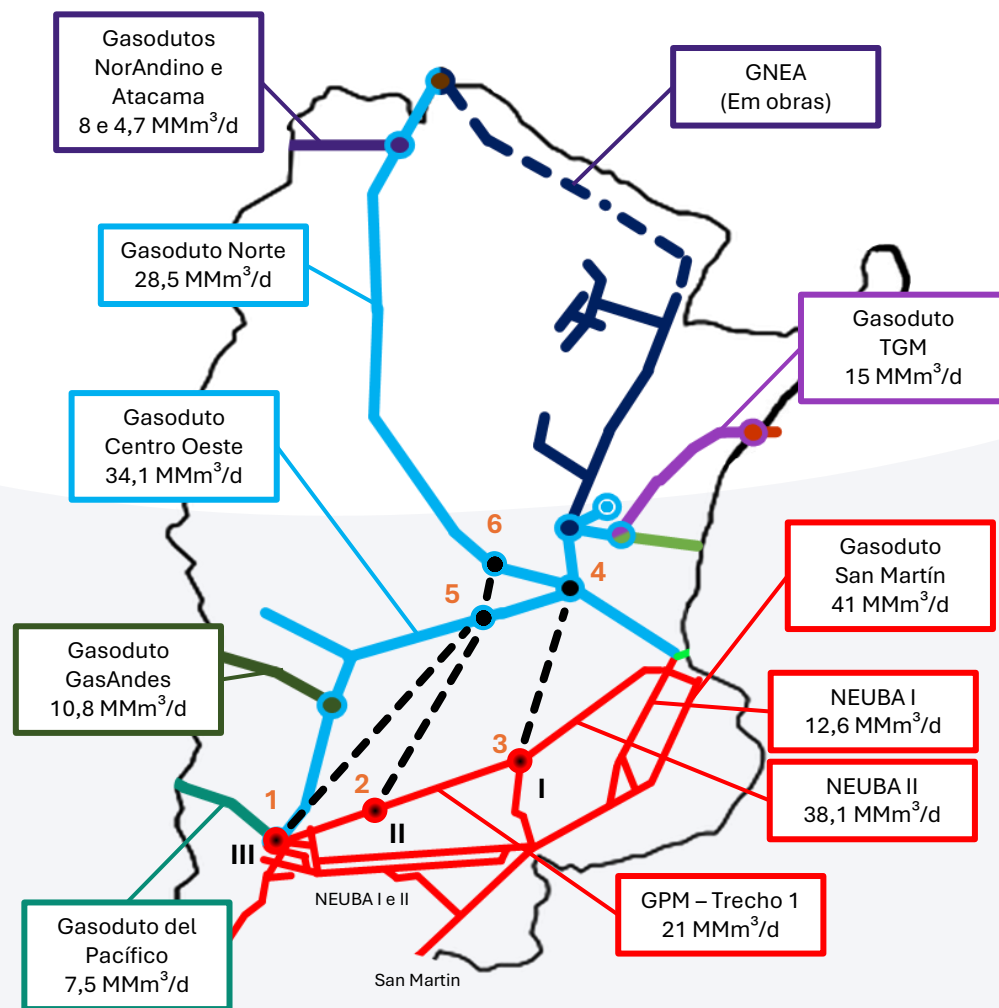 Gasodutos
NorAndino e
Atacama
8 e 4,7 MMm³/d
GNEA
(Em obras)
Gasoduto Norte
28,5 MMm³/d
Gasoduto
TGM
15 MMm³/d
Gasoduto
Centro Oeste
34,1 MMm³/d
6
5
4
Gasoduto
San Martín
41 MMm³/d
Gasoduto
GasAndes
10,8 MMm³/d
NEUBA I
12,6 MMm³/d
3
I
2
II
1
III
NEUBA II
38,1 MMm³/d
NEUBA I e II
GPM – Trecho 1
21 MMm³/d
Gasoduto del
Pacífico
7,5 MMm³/d
San Martin